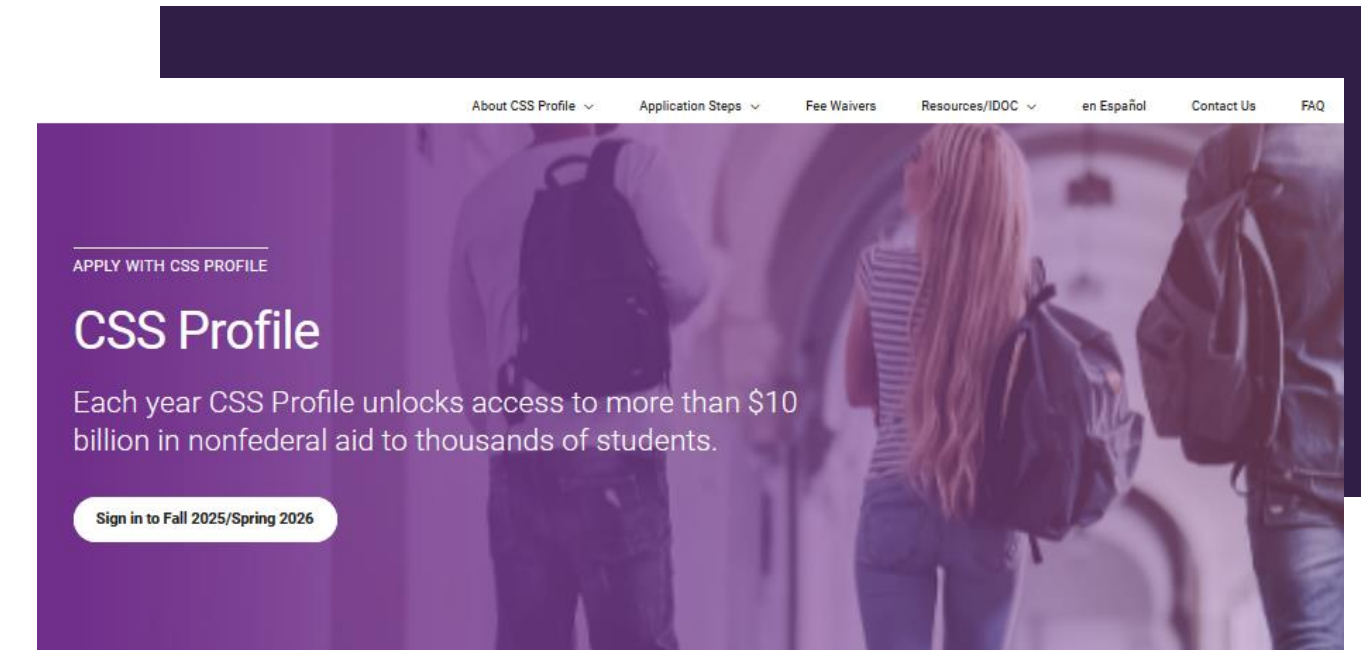 About CSS Profile Application Steps Fee Waivers Resources/IDOC en Español Contact Us FAQ
APPLY WITH CSS PROFILE
CSS Profile
Each year CSS Profile unlocks access to more than $10
billion in nonfederal aid to thousands of students.
Sign in to Fall 2025/Spring 2026